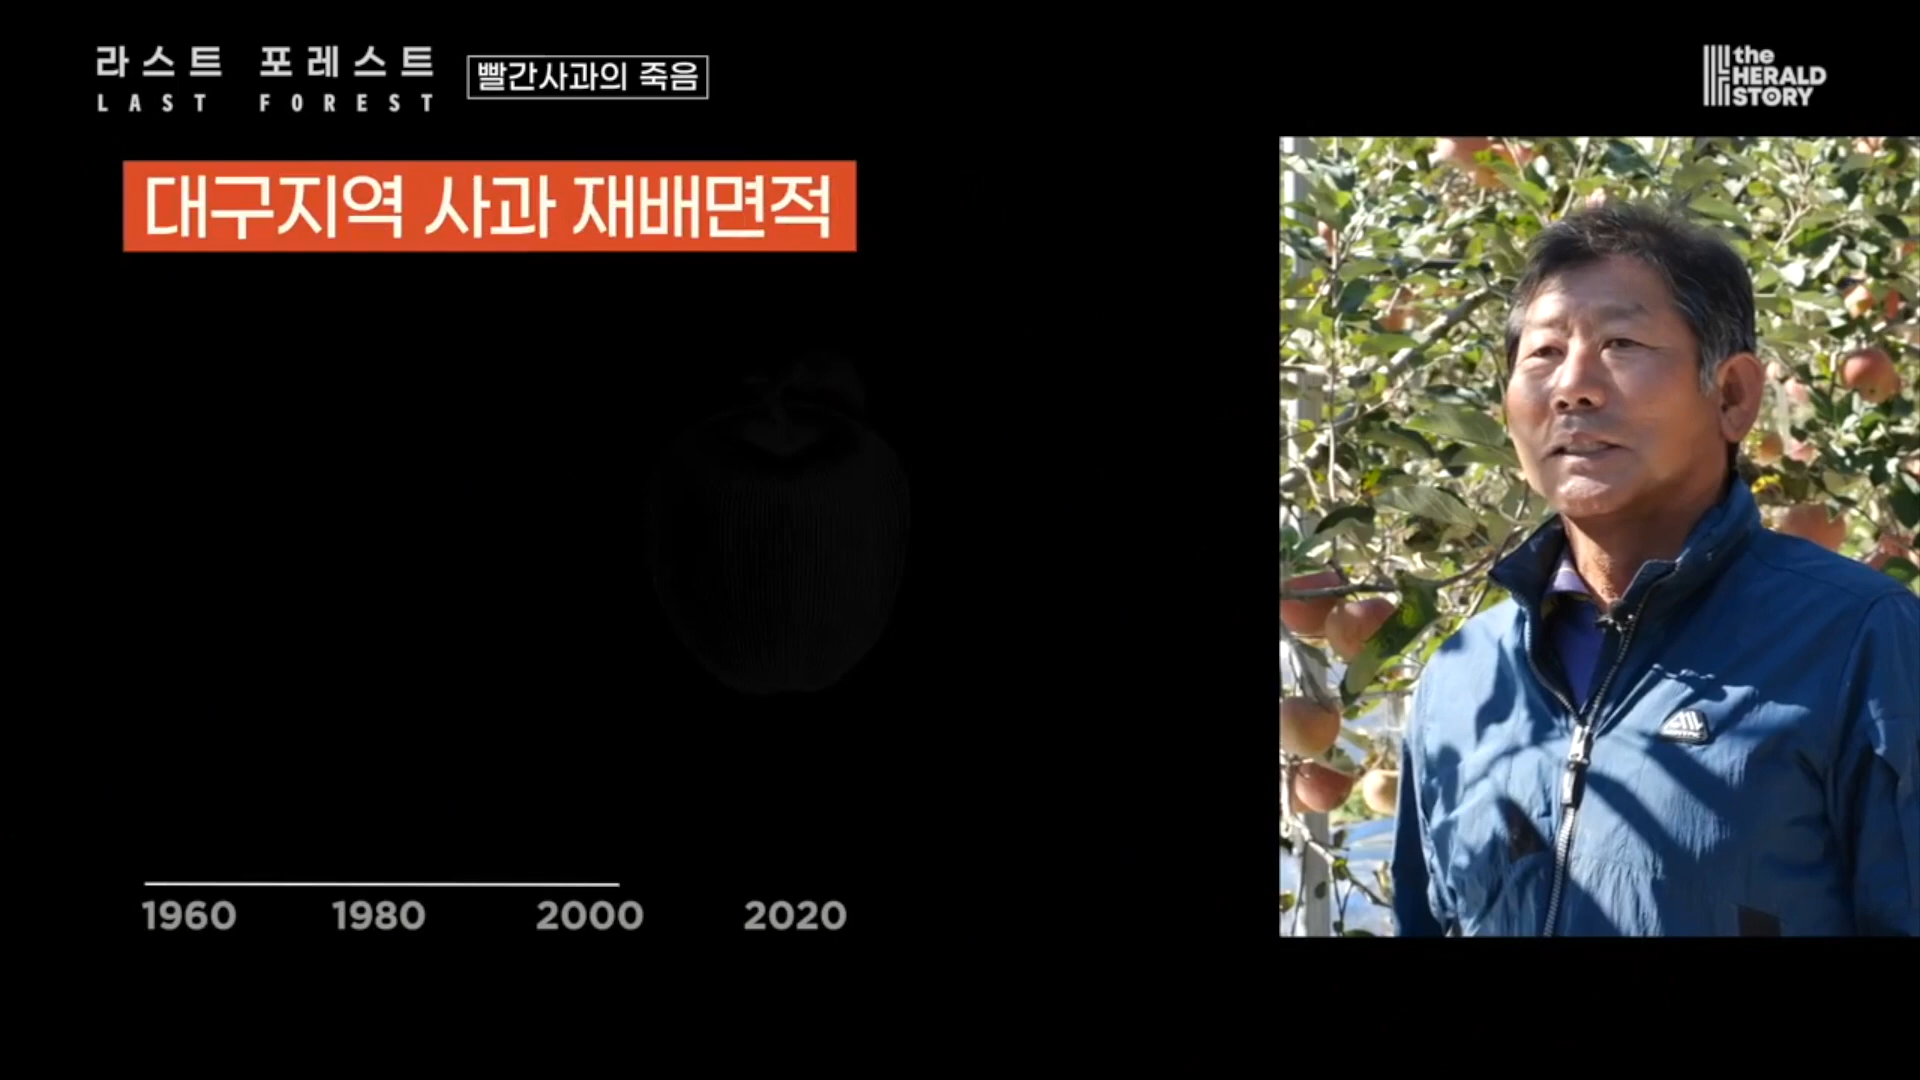 라스트 포레스트
LAST FOREST
빨간사과의 죽음
the
HERALD
STORY
대구지역 사과 재배면적
1960 1980 2000 2020